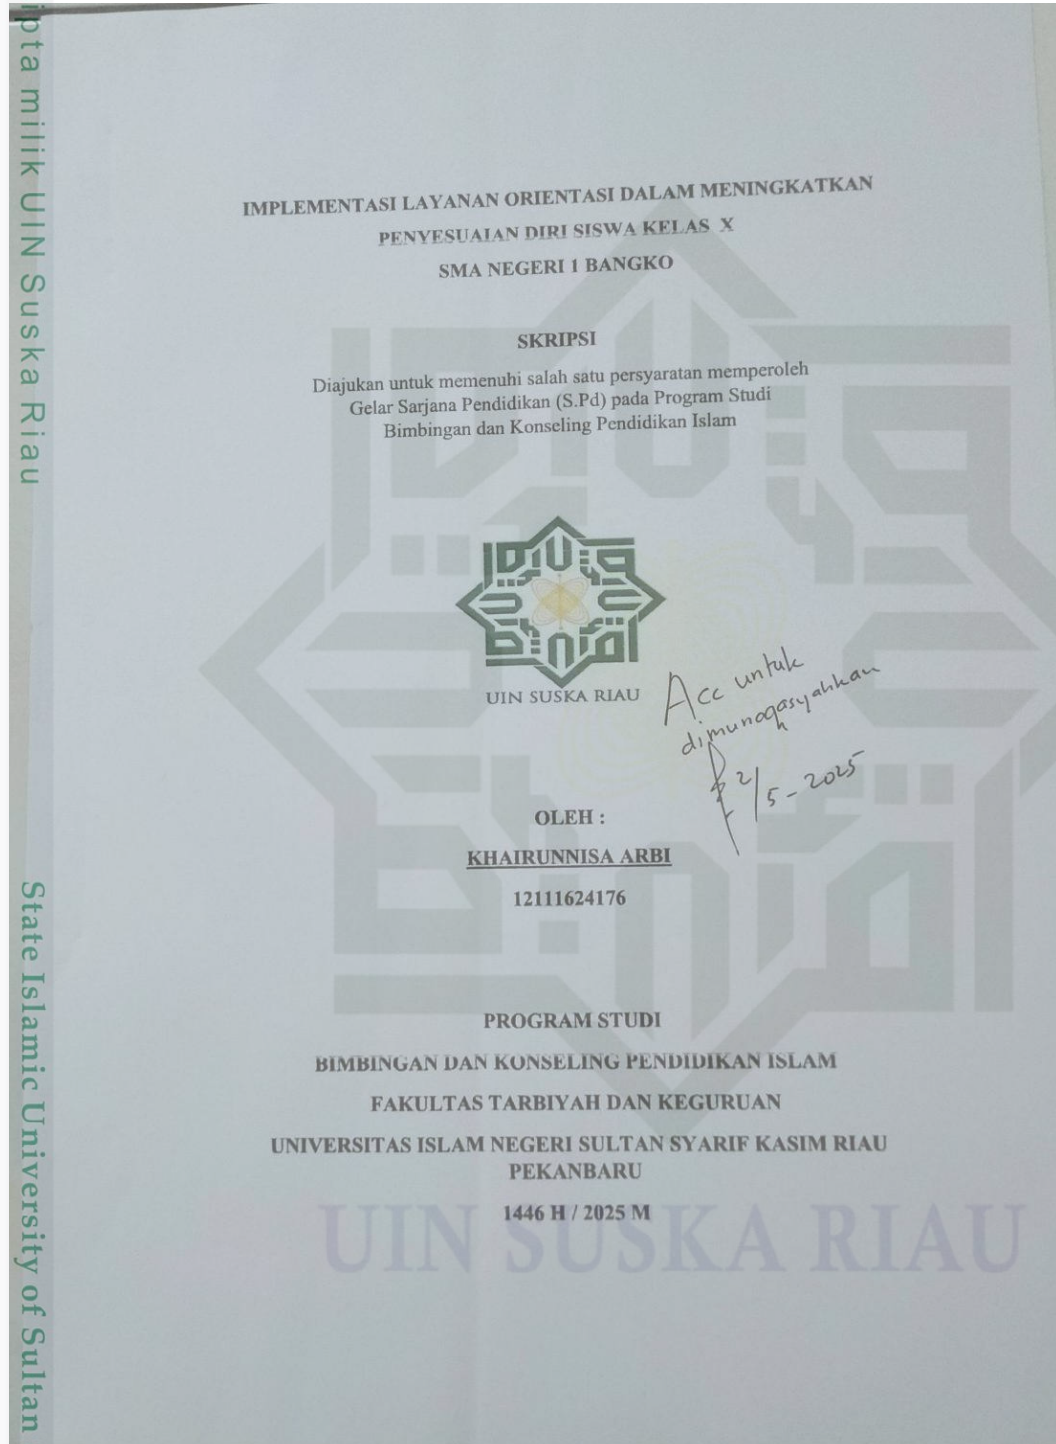 ipta milik UIN Suska Riau
State Islamic University of Sultan
IMPLEMENTASI LAYANAN ORIENTASI DALAM MENINGKATKAN
PENYESUAIAN DIRI SISWA KELAS X
SMA NEGERI 1 BANGKO
SKRIPSI
Diajukan untuk memenuhi salah satu persyaratan memperoleh
Gelar Sarjana Pendidikan (S.Pd) pada Program Studi
Bimbingan dan Konseling Pendidikan Islam
UIN SUSKA RIAU
Acc untuk
dimunaqasyahkan
2/5-2025
OLEH :
KHAIRUNNISA ARBI
12111624176
PROGRAM STUDI
BIMBINGAN DAN KONSELING PENDIDIKAN ISLAM
FAKULTAS TARBIYAH DAN KEGURUAN
UNIVERSITAS ISLAM NEGERI SULTAN SYARIF KASIM RIAU
PEKANBARU
1446 H / 2025 M
UIN SUSKA RIAU